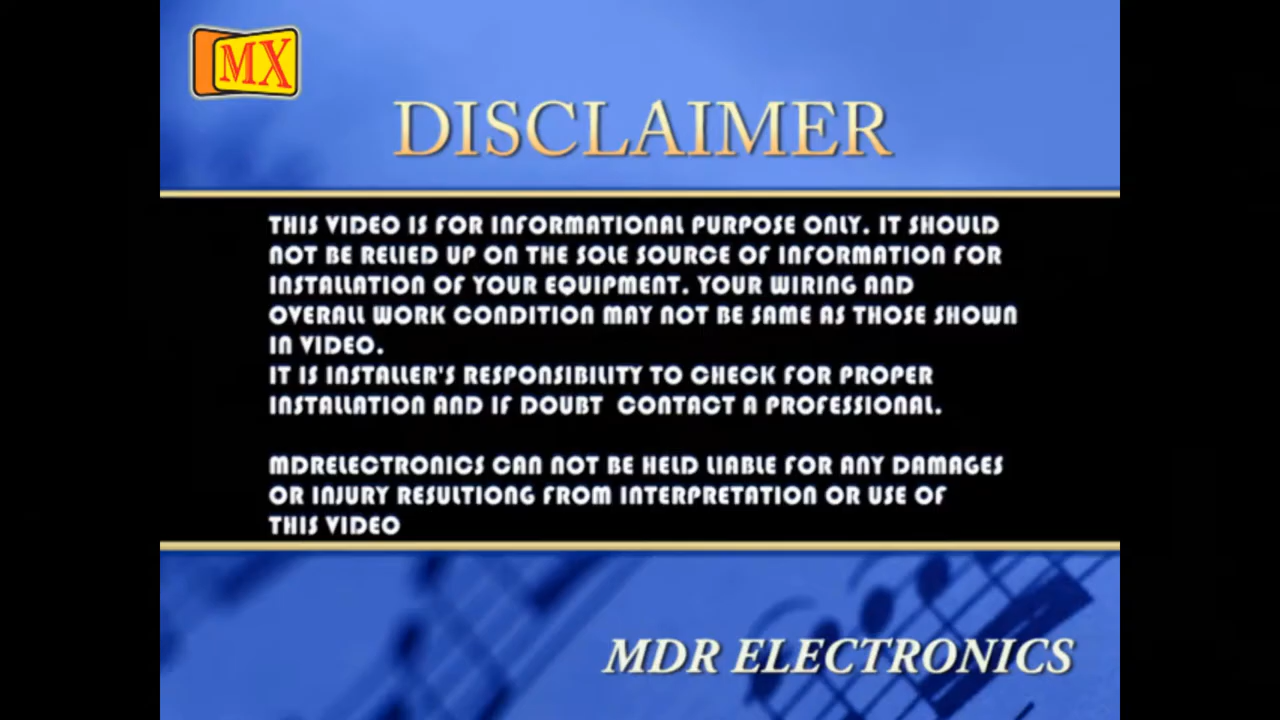 MX
DISCLAIMER
THIS VIDEO IS FOR INFORMATIONAL PURPOSE ONLY. IT SHOULD
NOT BE RELIED UP ON THE SOLE SOURCE OF INFORMATION FOR
INSTALLATION OF YOUR EQUIPMENT. YOUR WIRING AND
OVERALL WORK CONDITION MAY NOT BE SAME AS THOSE SHOWN
IN VIDEO.
IT IS INSTALLER'S RESPONSIBILITY TO CHECK FOR PROPER
INSTALLATION AND IF DOUBT CONTACT A PROFESSIONAL.
MDRELECTRONICS CAN NOT BE HELD LIABLE FOR ANY DAMAGES
OR INJURY RESULTIONG FROM INTERPRETATION OR USE OF
THIS VIDEO
MDR ELECTRONICS